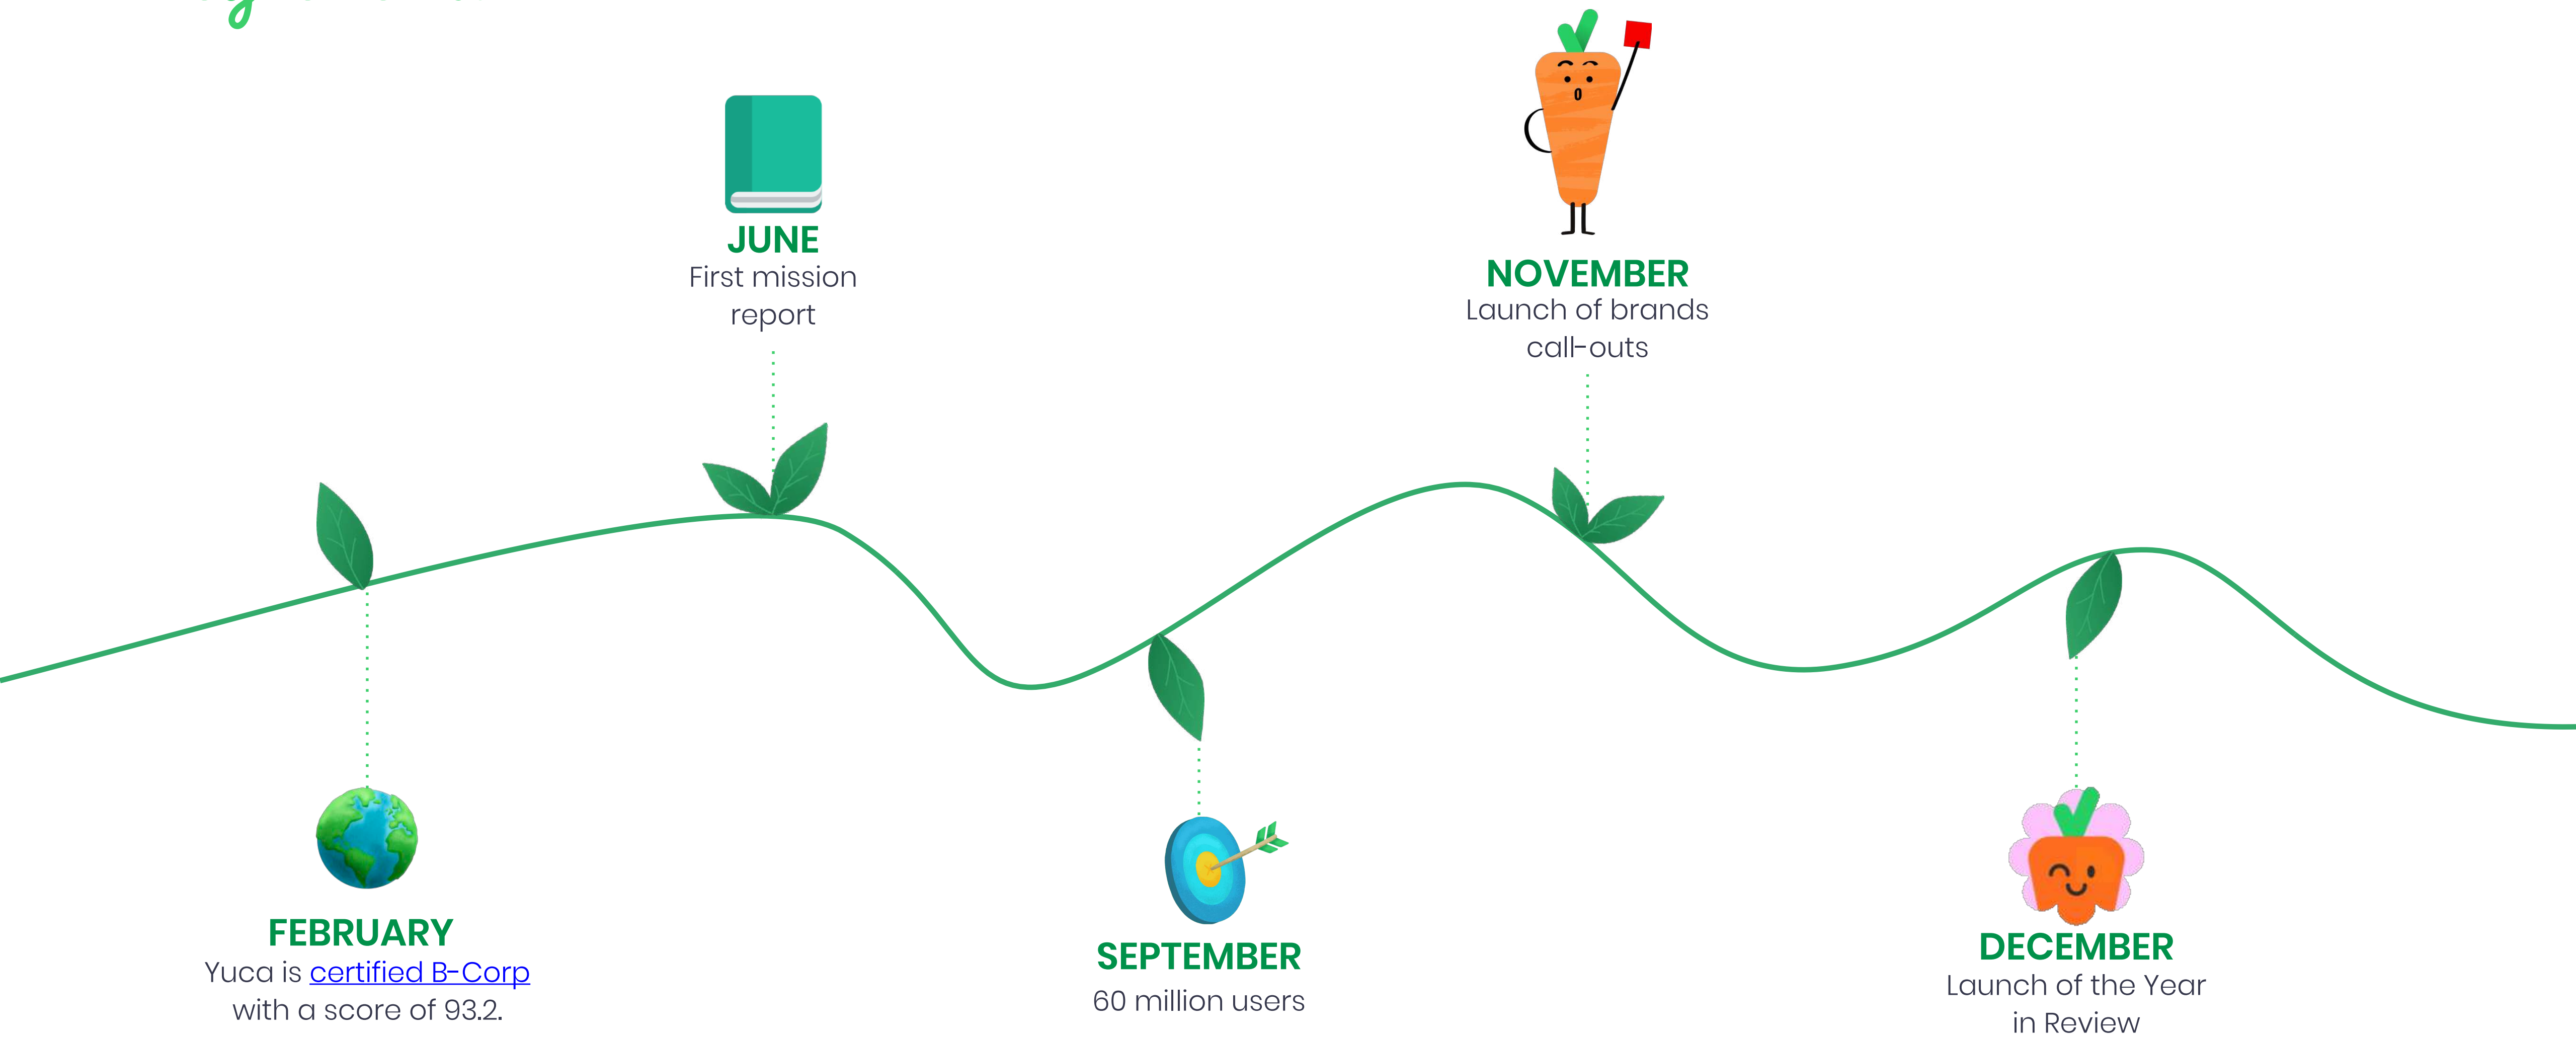 JUNE
First mission
report
NOVEMBER
Launch of brands
call-outs
FEBRUARY
Yuca is certified B-Corp
with a score of 93.2.
SEPTEMBER
60 million users
DECEMBER
Launch of the Year
in Review